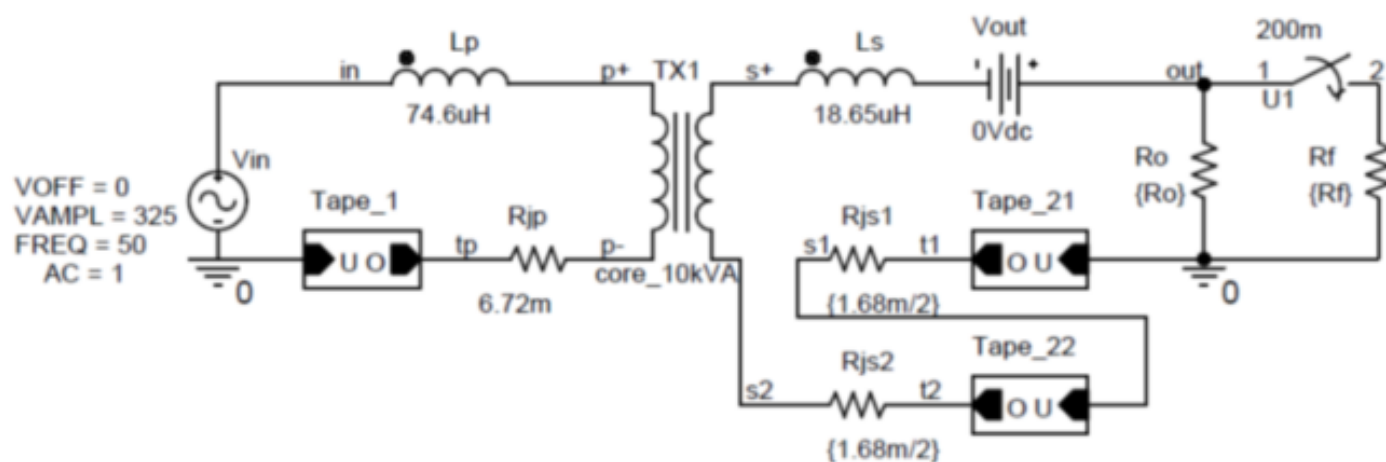 Lp
in
p+
TX1
s+
Ls
Vout
200m
74.6uH
18.65uH
0Vdc
out
1
2
U1
Vin
VOFF = 0
VAMPL = 325
FREQ = 50
AC = 1
Tape_1
Rjp
U O
tp
p-
core_10kVA
6.72m
0
Rjs1
Tape_21
s1
t1
O U
{1.68m/2}
Ro
{Ro}
Rf
{Rf}
0
Rjs2
Tape_22
s2
t2
O U
{1.68m/2}